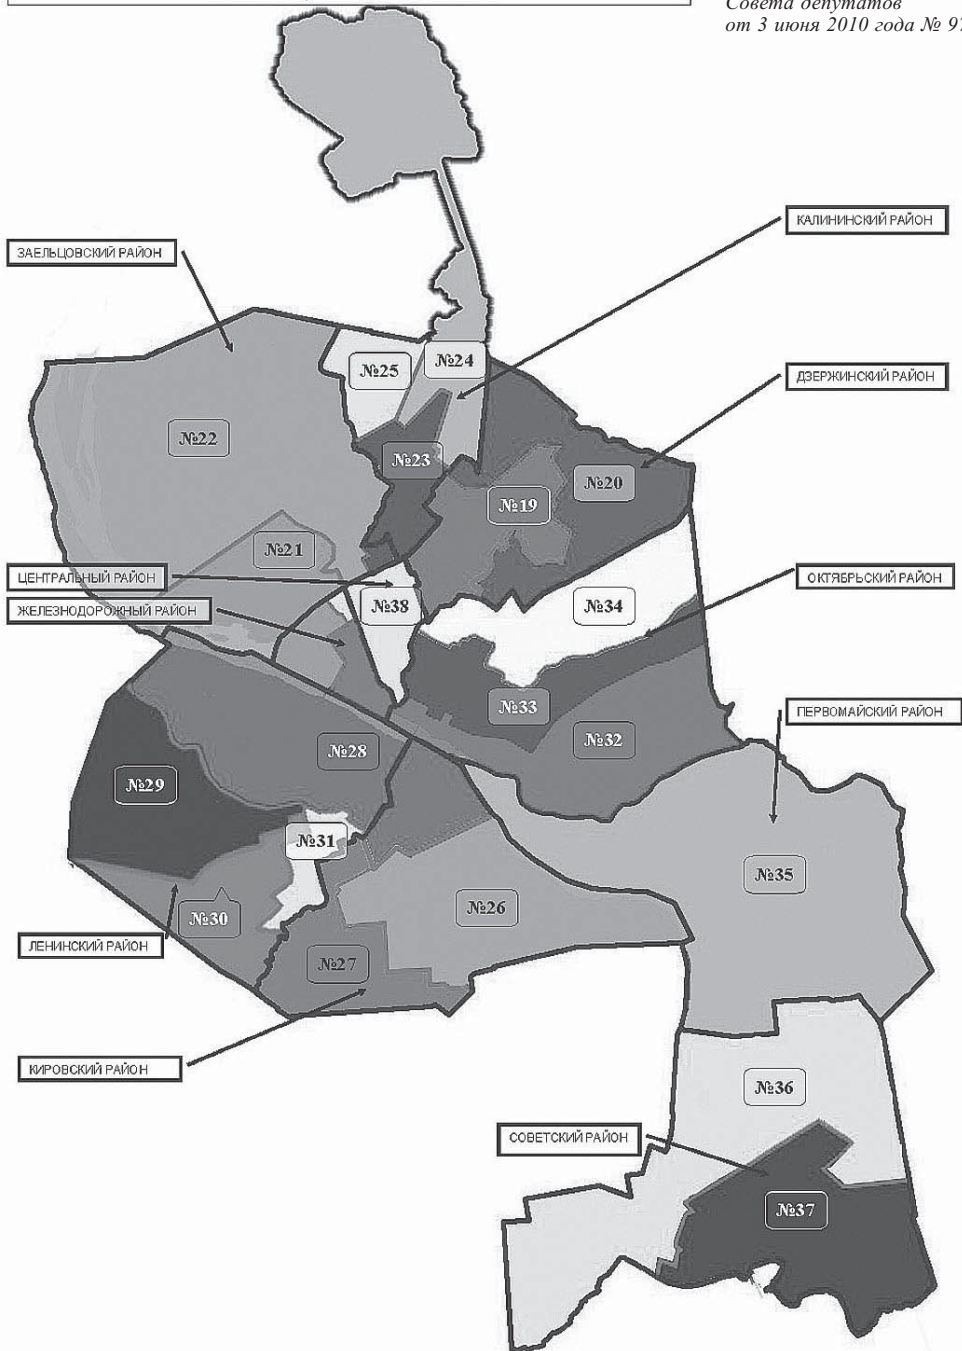 Совета депутатов
от 3 июня 2010 года № 97
КАЛИНИНСКИЙ РАЙОН
ЗАЕЛЬЦОВСКИЙ РАЙОН
№24
№25
ДЗЕРЖИНСКИЙ РАЙОН
№22
№23
№20
№19
№21
ЦЕНТРАЛЬНЫЙ РАЙОН
ОКТЯБРЬСКИЙ РАЙОН
№38
№34
ЖЕЛЕЗНОДОРОЖНЫЙ РАЙОН
№33
ПЕРВОМАЙСКИЙ РАЙОН
№32
№28
№29
№31
№35
№26
№30
ЛЕНИНСКИЙ РАЙОН
№27
КИРОВСКИЙ РАЙОН
№36
СОВЕТСКИЙ РАЙОН
№37